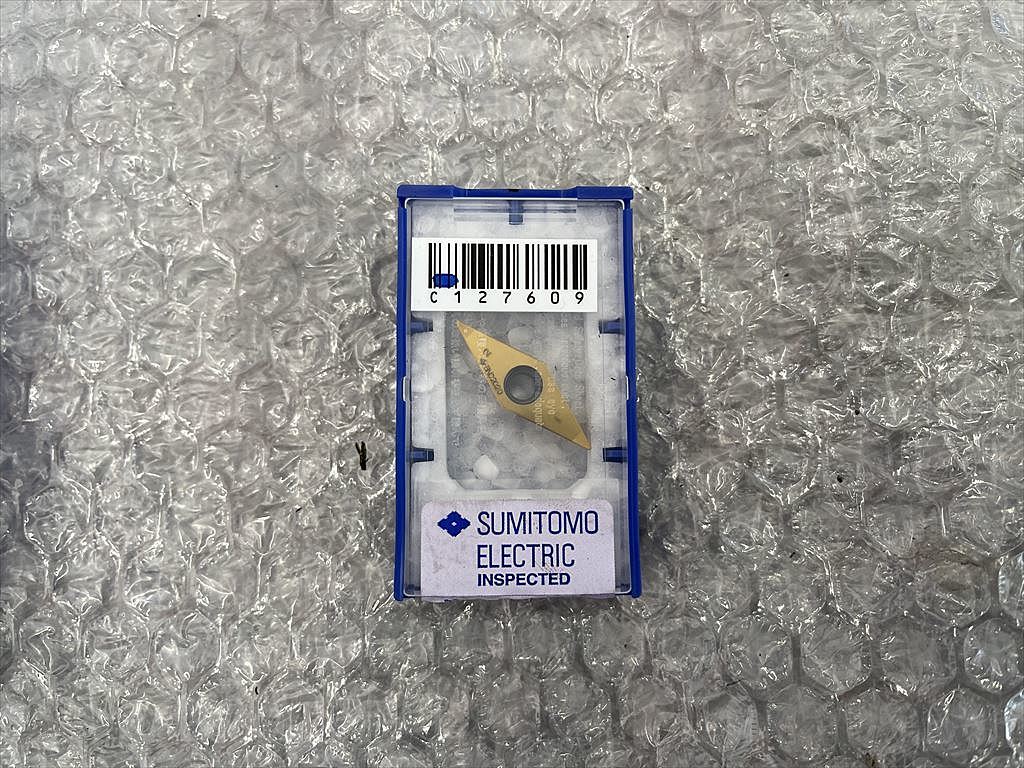 C127609
SUMITOMO
ELECTRIC
INSPECTED